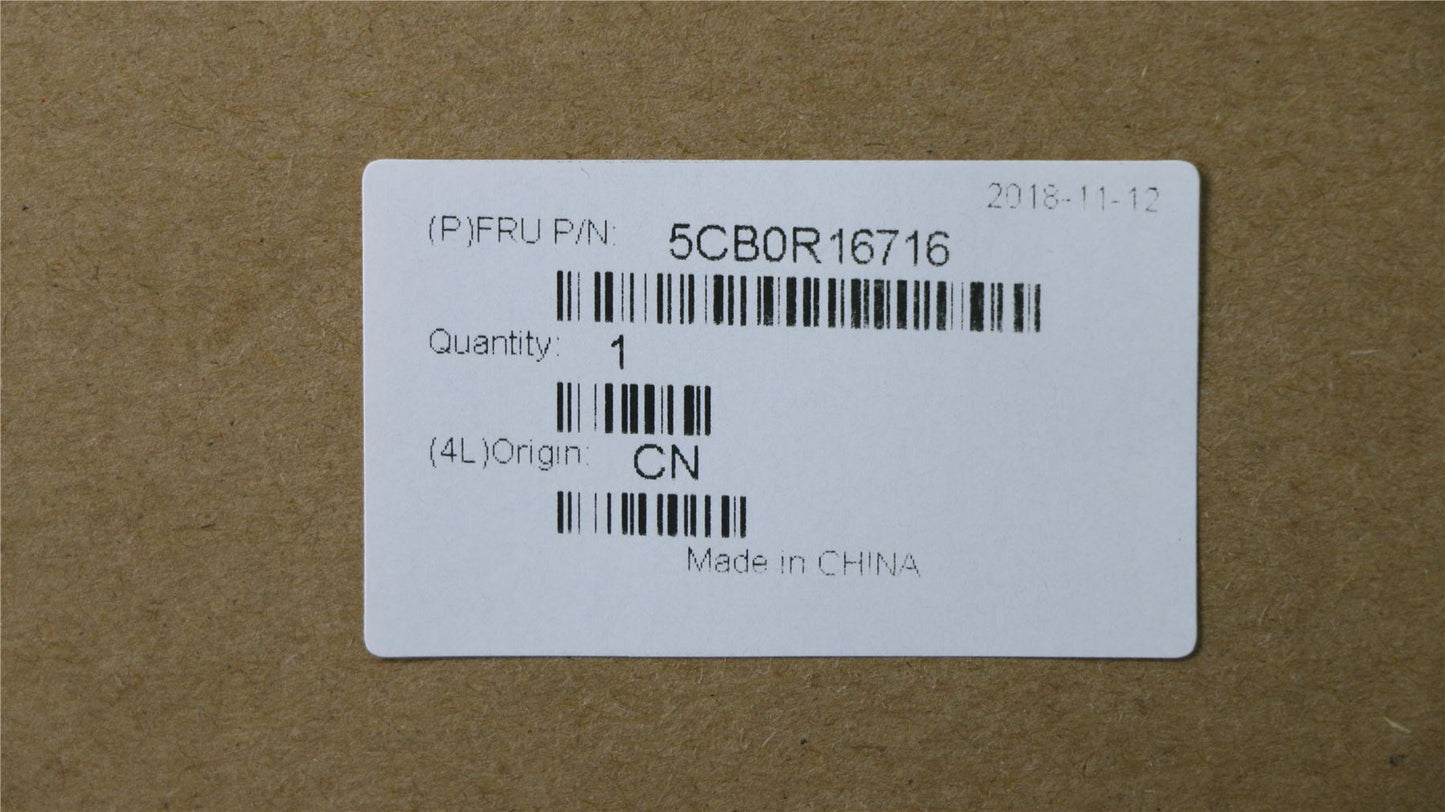 2018-11-12
(P)FRU P/N: 5CB0R16716
Quantity: 1
(4L)Origin: CN
Made in CHINA